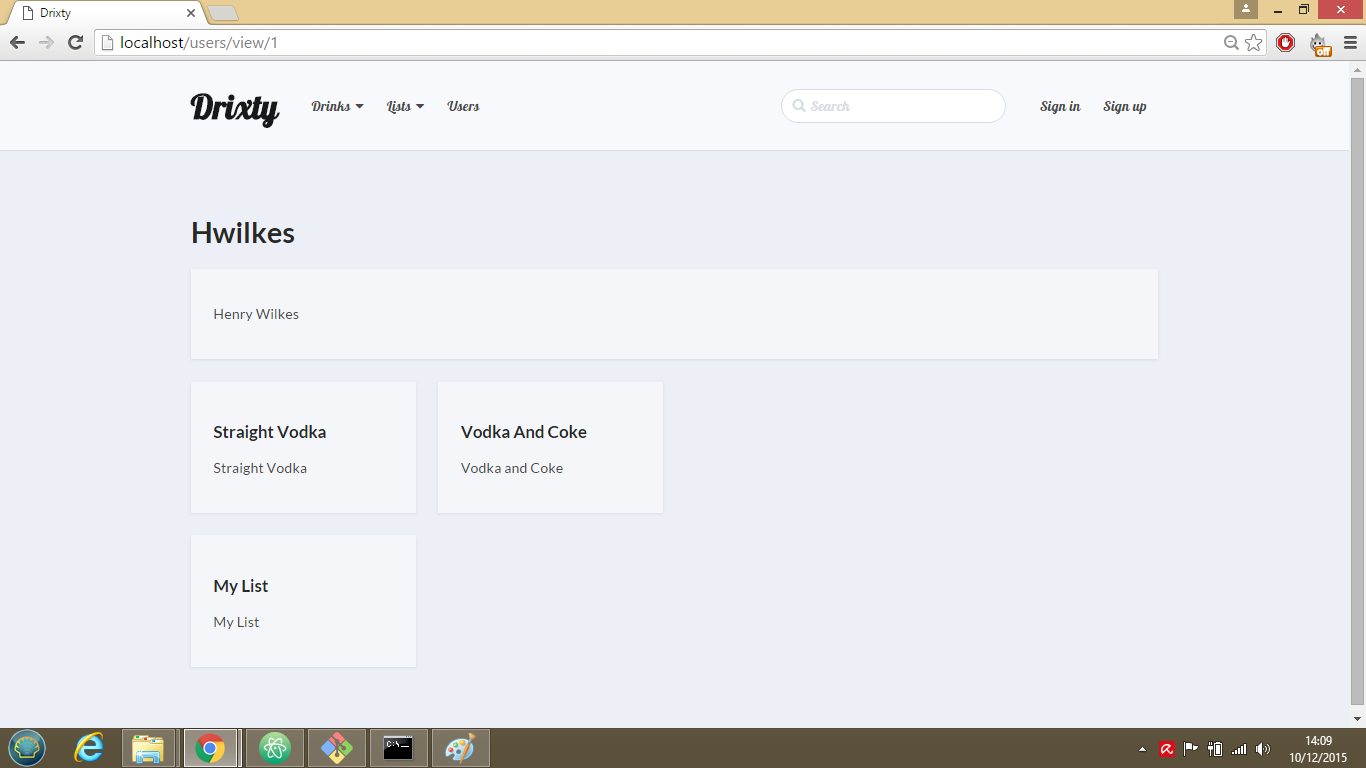 Drixty
localhost/users/view/1
off
Drixty Drinks Lists Users Search Sign in Sign up
Hwilkes
Henry Wilkes
Straight Vodka
Straight Vodka
Vodka And Coke
Vodka and Coke
My List
My List
14:09
10/12/2015